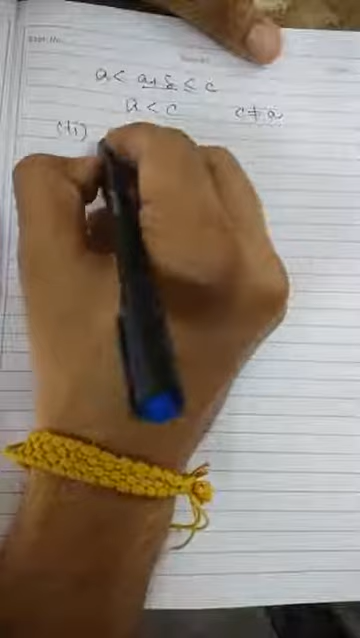 a < a+δ ≤ c
a < c c ≠ a
(ii)